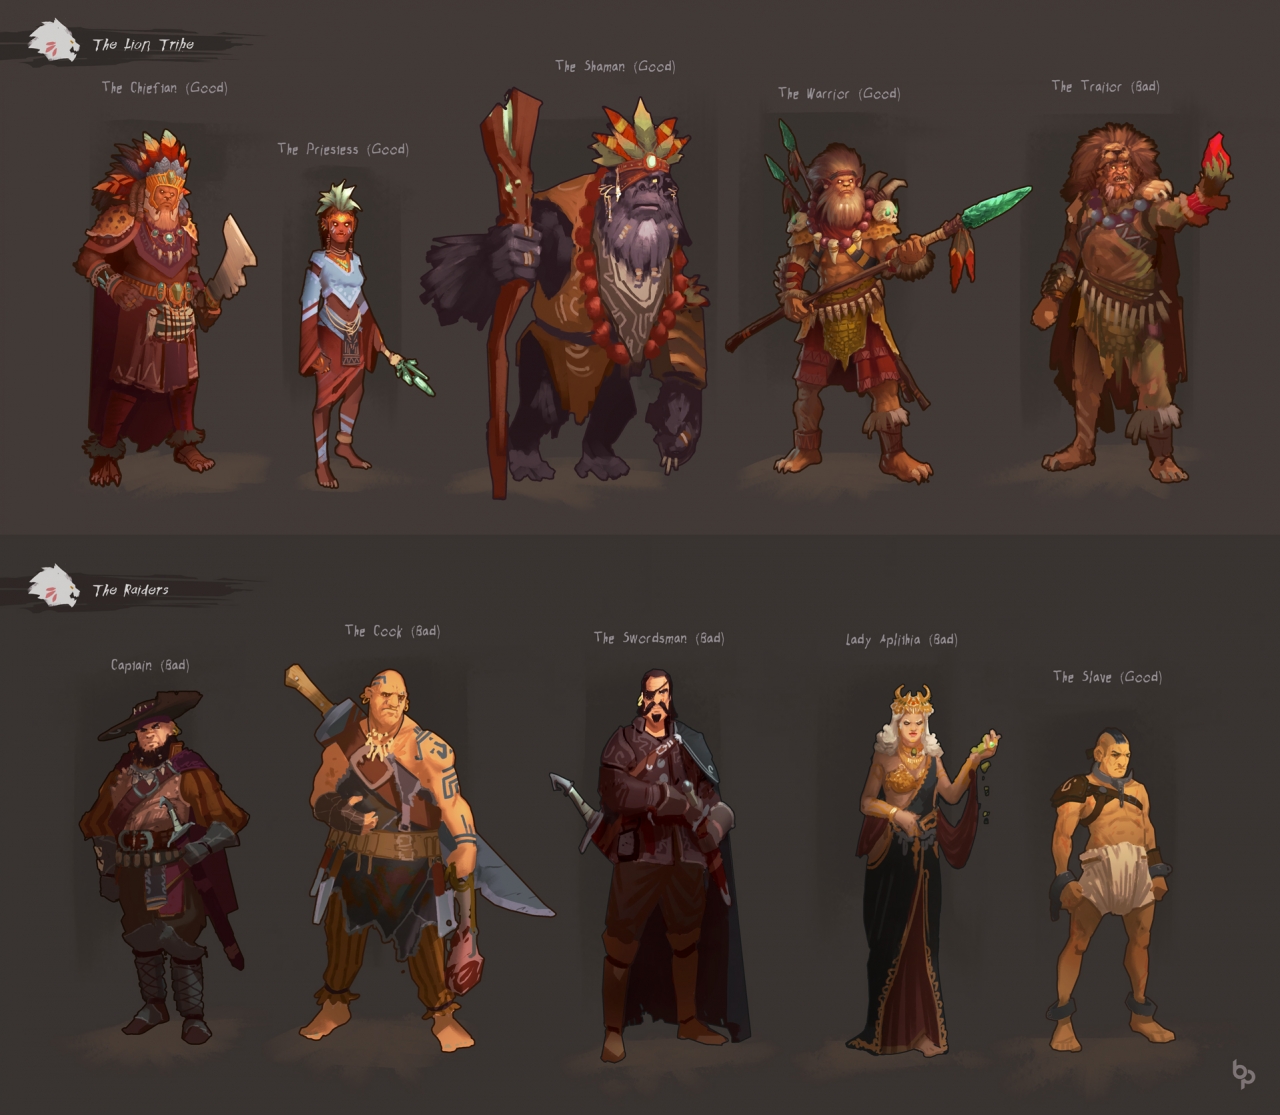 The Lion Tribe
The Chieftan (Good)
The Priestess (Good)
The Shaman (Good)
The Warrior (Good)
The Traitor (Bad)
The Raiders
Captain (Bad)
The Cook (Bad)
The Swordsman (Bad)
Lady Aplithia (Bad)
The Slave (Good)
bp